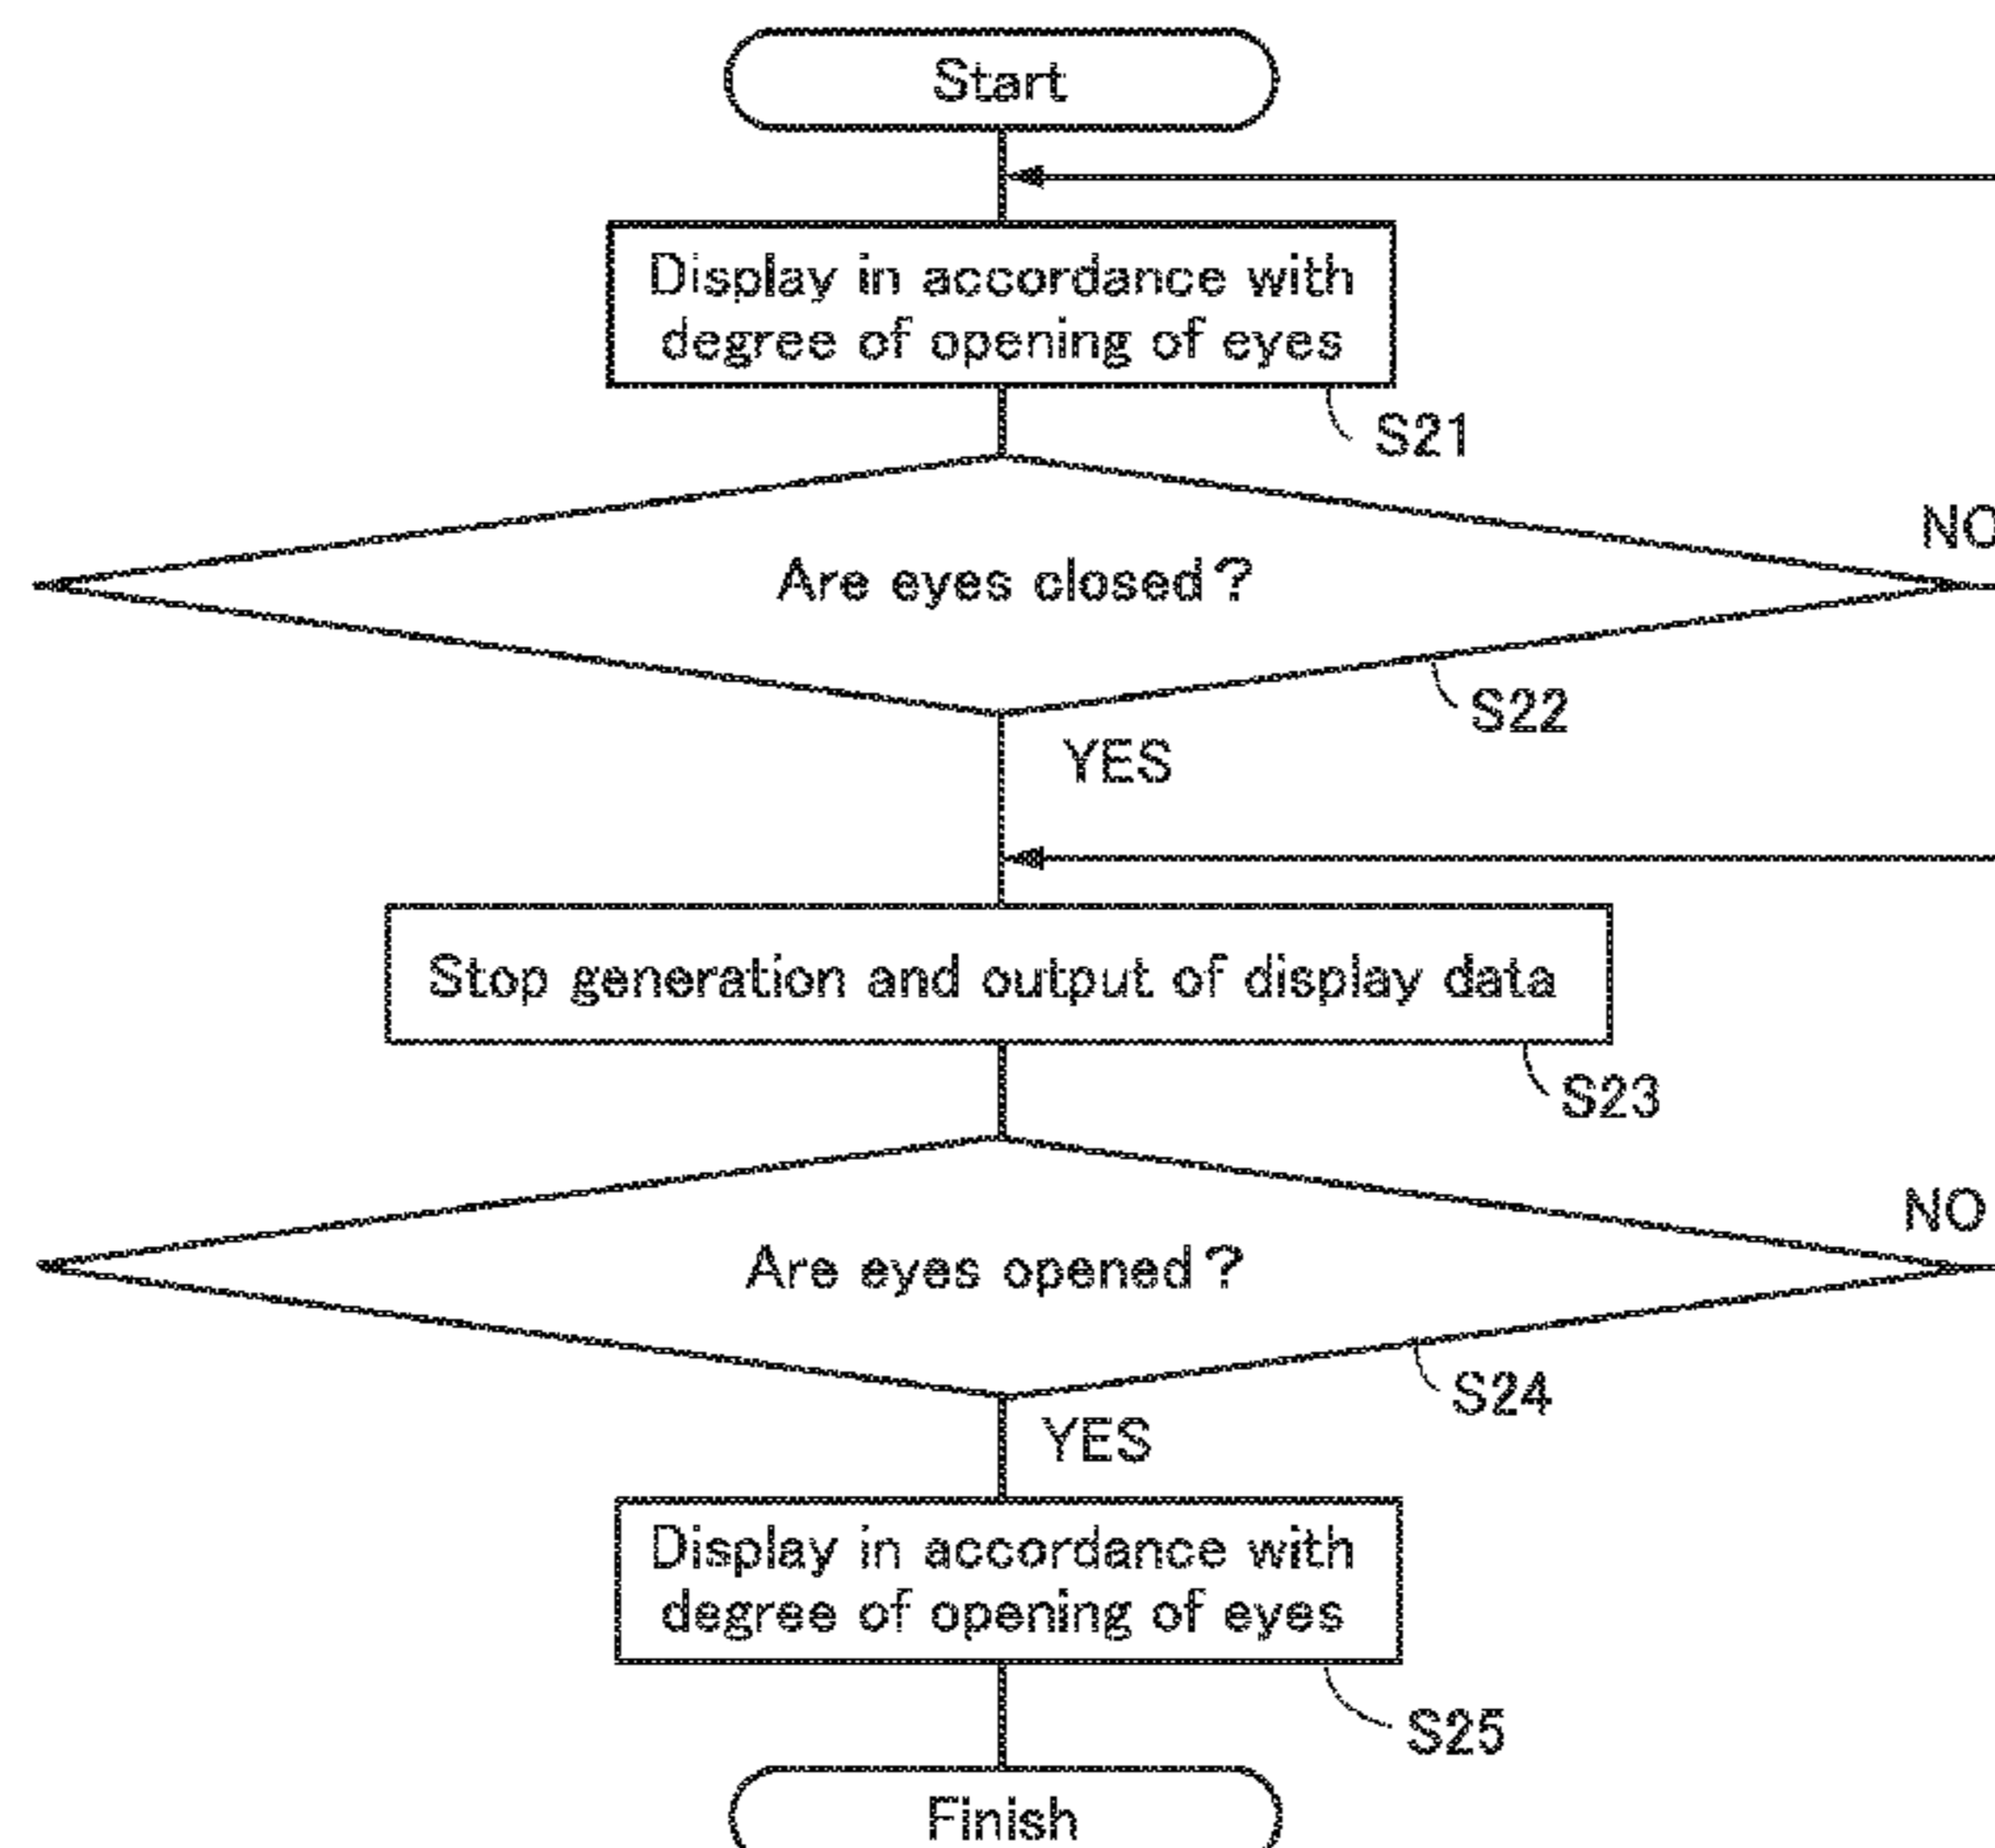 Start
Display in accordance with
degree of opening of eyes
S21
NO
Are eyes closed?
S22
YES
Stop generation and output of display data
S23
NO
Are eyes opened?
S24
YES
Display in accordance with
degree of opening of eyes
S25
Finish